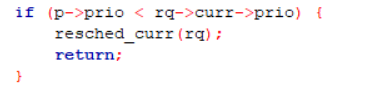 if (p->prio < rq->curr->prio) {
    resched_curr(rq);
    return;
}